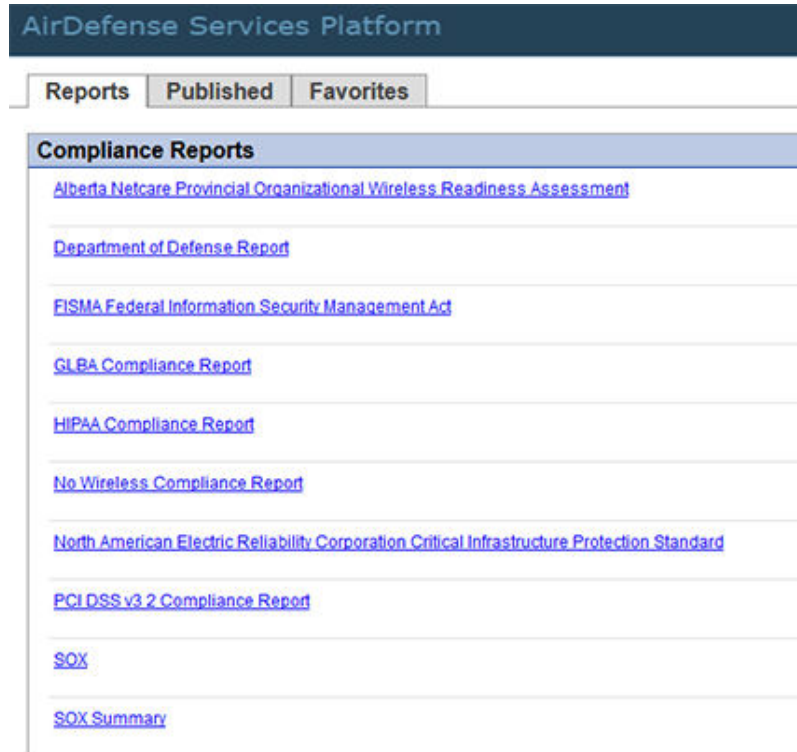 AirDefense Services Platform
Reports Published Favorites
Compliance Reports
Alberta Netcare Provincial Organizational Wireless Readiness Assessment
Department of Defense Report
FISMA Federal Information Security Management Act
GLBA Compliance Report
HIPAA Compliance Report
No Wireless Compliance Report
North American Electric Reliability Corporation Critical Infrastructure Protection Standard
PCI DSS v3 2 Compliance Report
SOX
SOX Summary